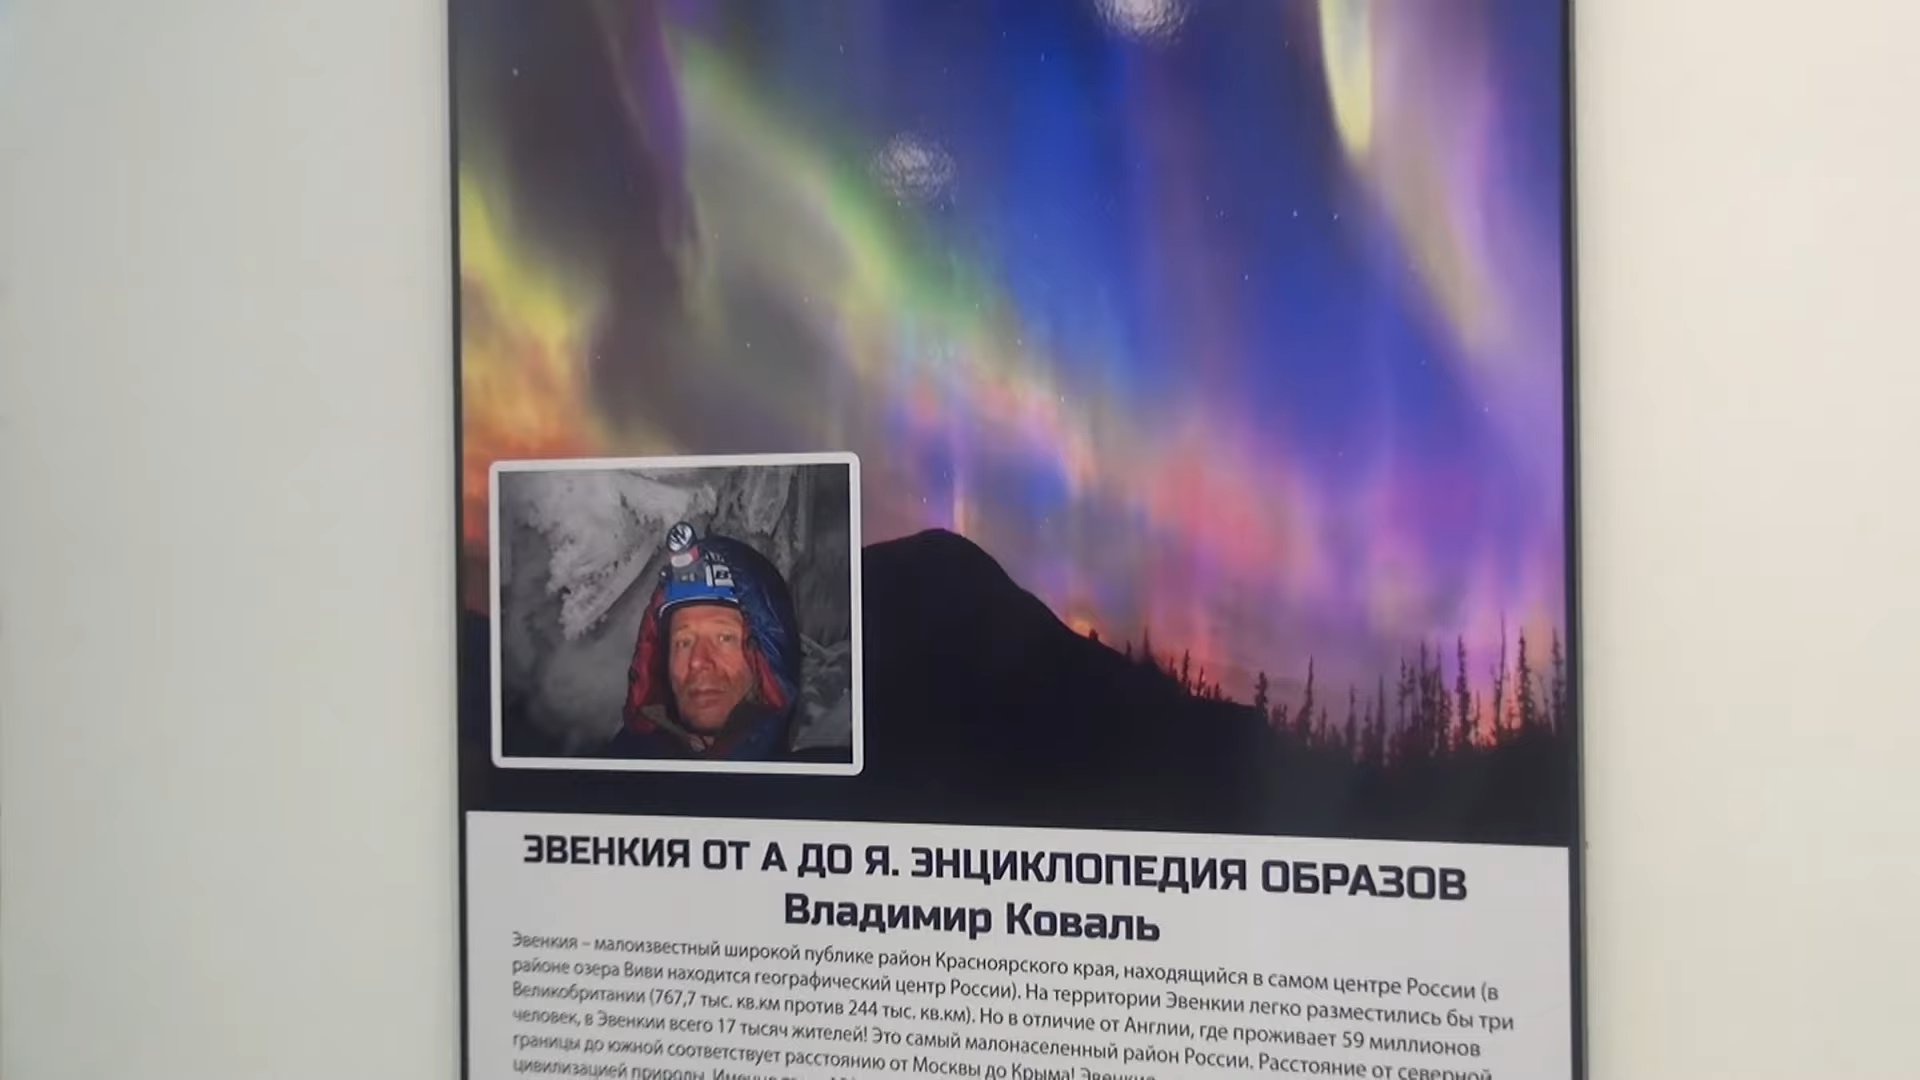 ЭВЕНКИЯ ОТ А ДО Я. ЭНЦИКЛОПЕДИЯ ОБРАЗОВ
Владимир Коваль
Эвенкия – малоизвестный широкой публике район Красноярского края, находящийся в самом центре России (в
районе озера Виви находится географический центр России). На территории Эвенкии легко разместились бы три
Великобритании (767,7 тыс. кв.км против 244 тыс. кв.км). Но в отличие от Англии, где проживает 59 миллионов
человек, в Эвенкии всего 17 тысяч жителей! Это самый малонаселенный район России. Расстояние от северной
границы до южной соответствует расстоянию от Москвы до Крыма! Эвенкия
цивилизацией природы.